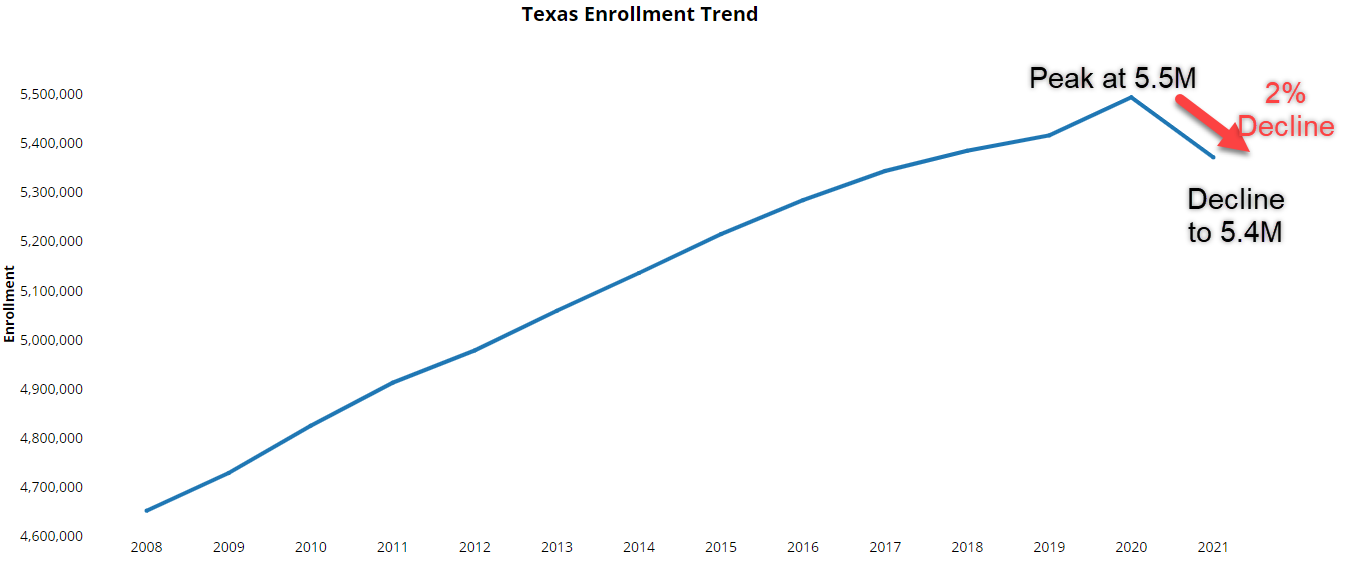 Texas Enrollment Trend
Peak at 5.5M
2%
Decline
Decline
to 5.4M
Enrollment
5,500,000
5,400,000
5,300,000
5,200,000
5,100,000
5,000,000
4,900,000
4,800,000
4,700,000
4,600,000
2008 2009 2010 2011 2012 2013 2014 2015 2016 2017 2018 2019 2020 2021